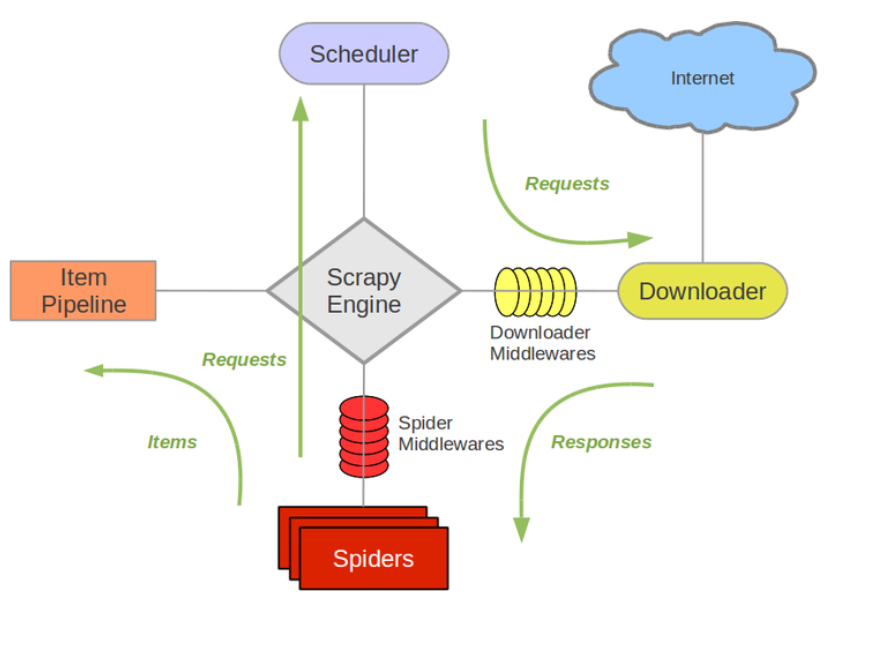 Scheduler
Internet
Requests
Item
Pipeline
Scrapy
Engine
Downloader
Downloader
Middlewares
Requests
Items
Spider
Middlewares
Responses
Spiders